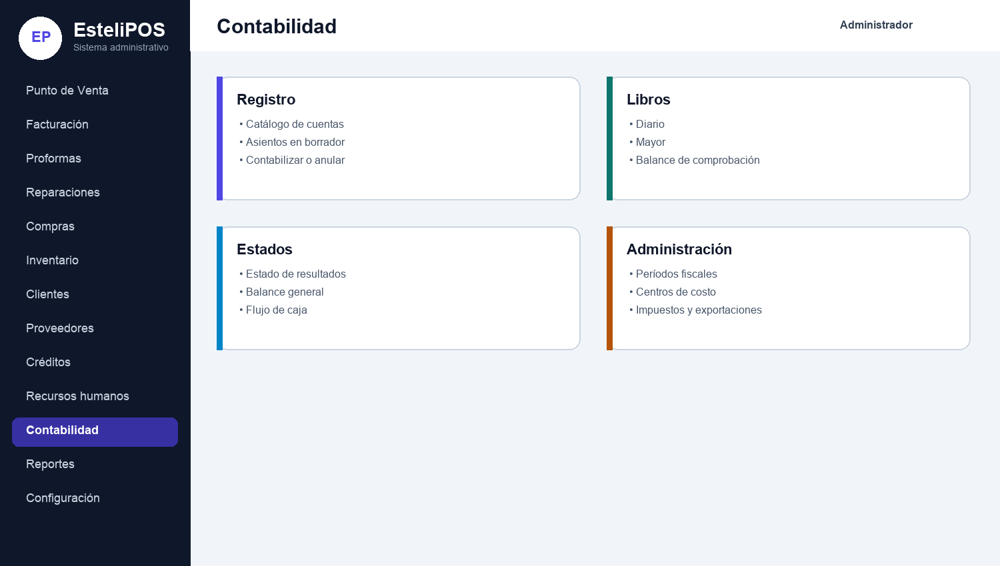 EP
EsteliPOS
Sistema administrativo
Punto de Venta
Facturación
Proformas
Reparaciones
Compras
Inventario
Clientes
Proveedores
Créditos
Recursos humanos
Contabilidad
Reportes
Configuración
Contabilidad
Administrador
Registro
• Catálogo de cuentas
• Asientos en borrador
• Contabilizar o anular
Libros
• Diario
• Mayor
• Balance de comprobación
Estados
• Estado de resultados
• Balance general
• Flujo de caja
Administración
• Períodos fiscales
• Centros de costo
• Impuestos y exportaciones